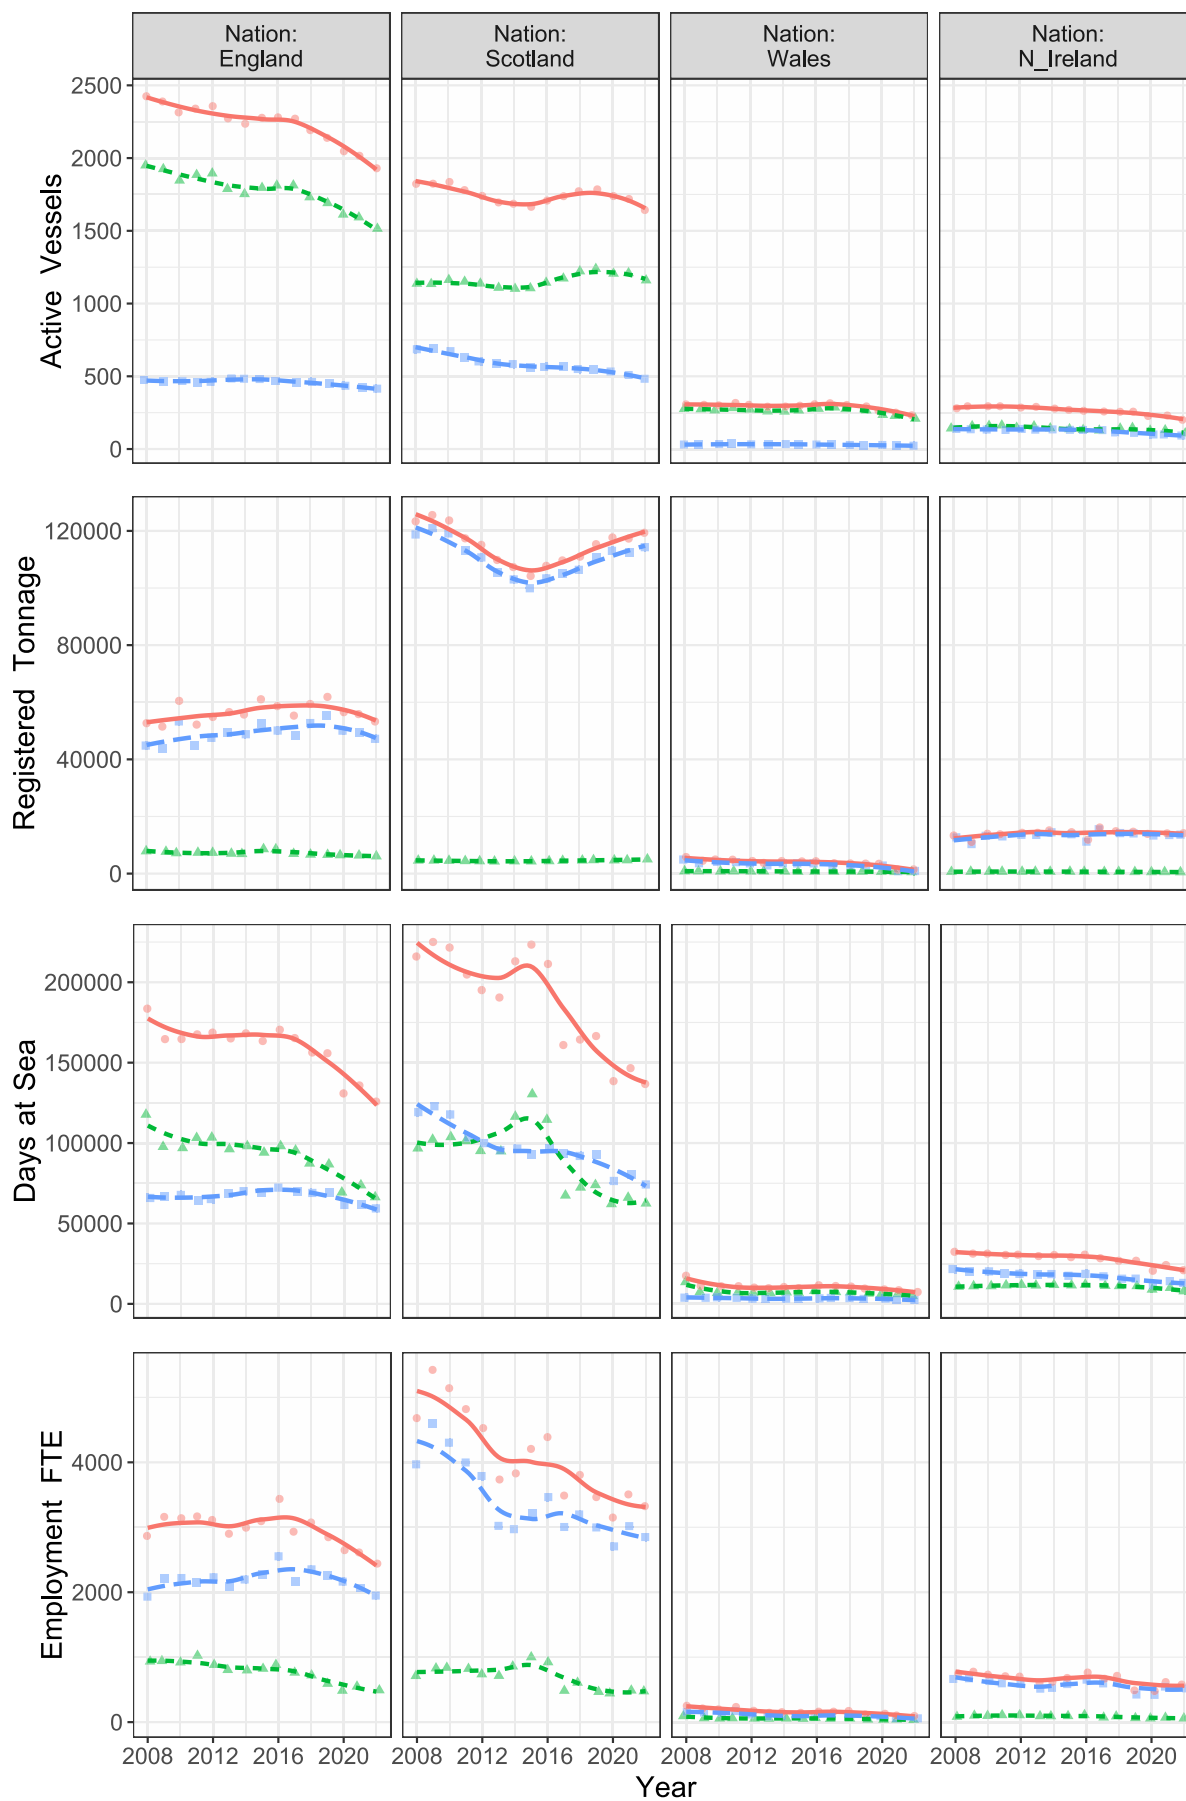 Nation:
England
Nation:
Scotland
Nation:
Wales
Nation:
N_Ireland
Active Vessels
2500
2000
1500
1000
500
0
Registered Tonnage
120000
80000
40000
0
Days at Sea
200000
150000
100000
50000
0
Employment FTE
4000
2000
0
2008 2012 2016 2020 2008 2012 2016 2020 2008 2012 2016 2020 2008 2012 2016 2020
Year